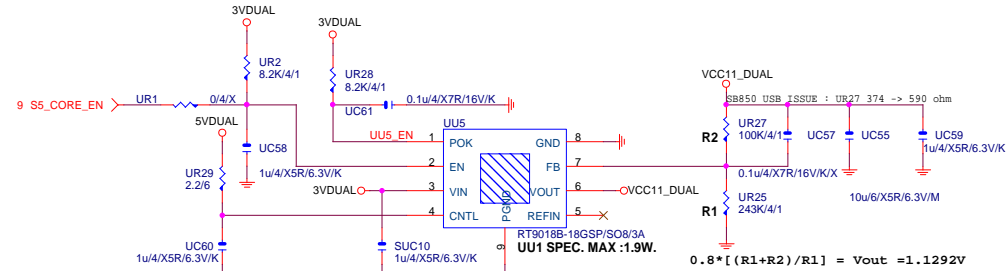 3VDUAL
3VDUAL
UR2
8.2K/4/1
UR28
8.2K/4/1
VCC11_DUAL
9 S5_CORE_EN
UR1
0/4/X
UC61
0.1u/4/X7R/16V/K
SB850 USB ISSUE : UR27 374 -> 590 ohm
5VDUAL
UU5
UU5_EN
1
POK
GND
8
R2
UR27
100K/4/1
UC57
UC55
UC59
1u/4/X5R/6.3V/K
UC58
1u/4/X5R/6.3V/K
2
EN
FB
7
0.1u/4/X7R/16V/K/X
UR29
2.2/6
3VDUAL
3
VIN
VOUT
6
VCC11_DUAL
R1
UR25
243K/4/1
10u/6/X5R/6.3V/M
4
CNTL
PGND
REFIN
5
9
RT9018B-18GSP/SO8/3A
UU1 SPEC. MAX :1.9W.
UC60
1u/4/X5R/6.3V/K
SUC10
1u/4/X5R/6.3V/K
0.8*[(R1+R2)/R1] = Vout =1.1292V